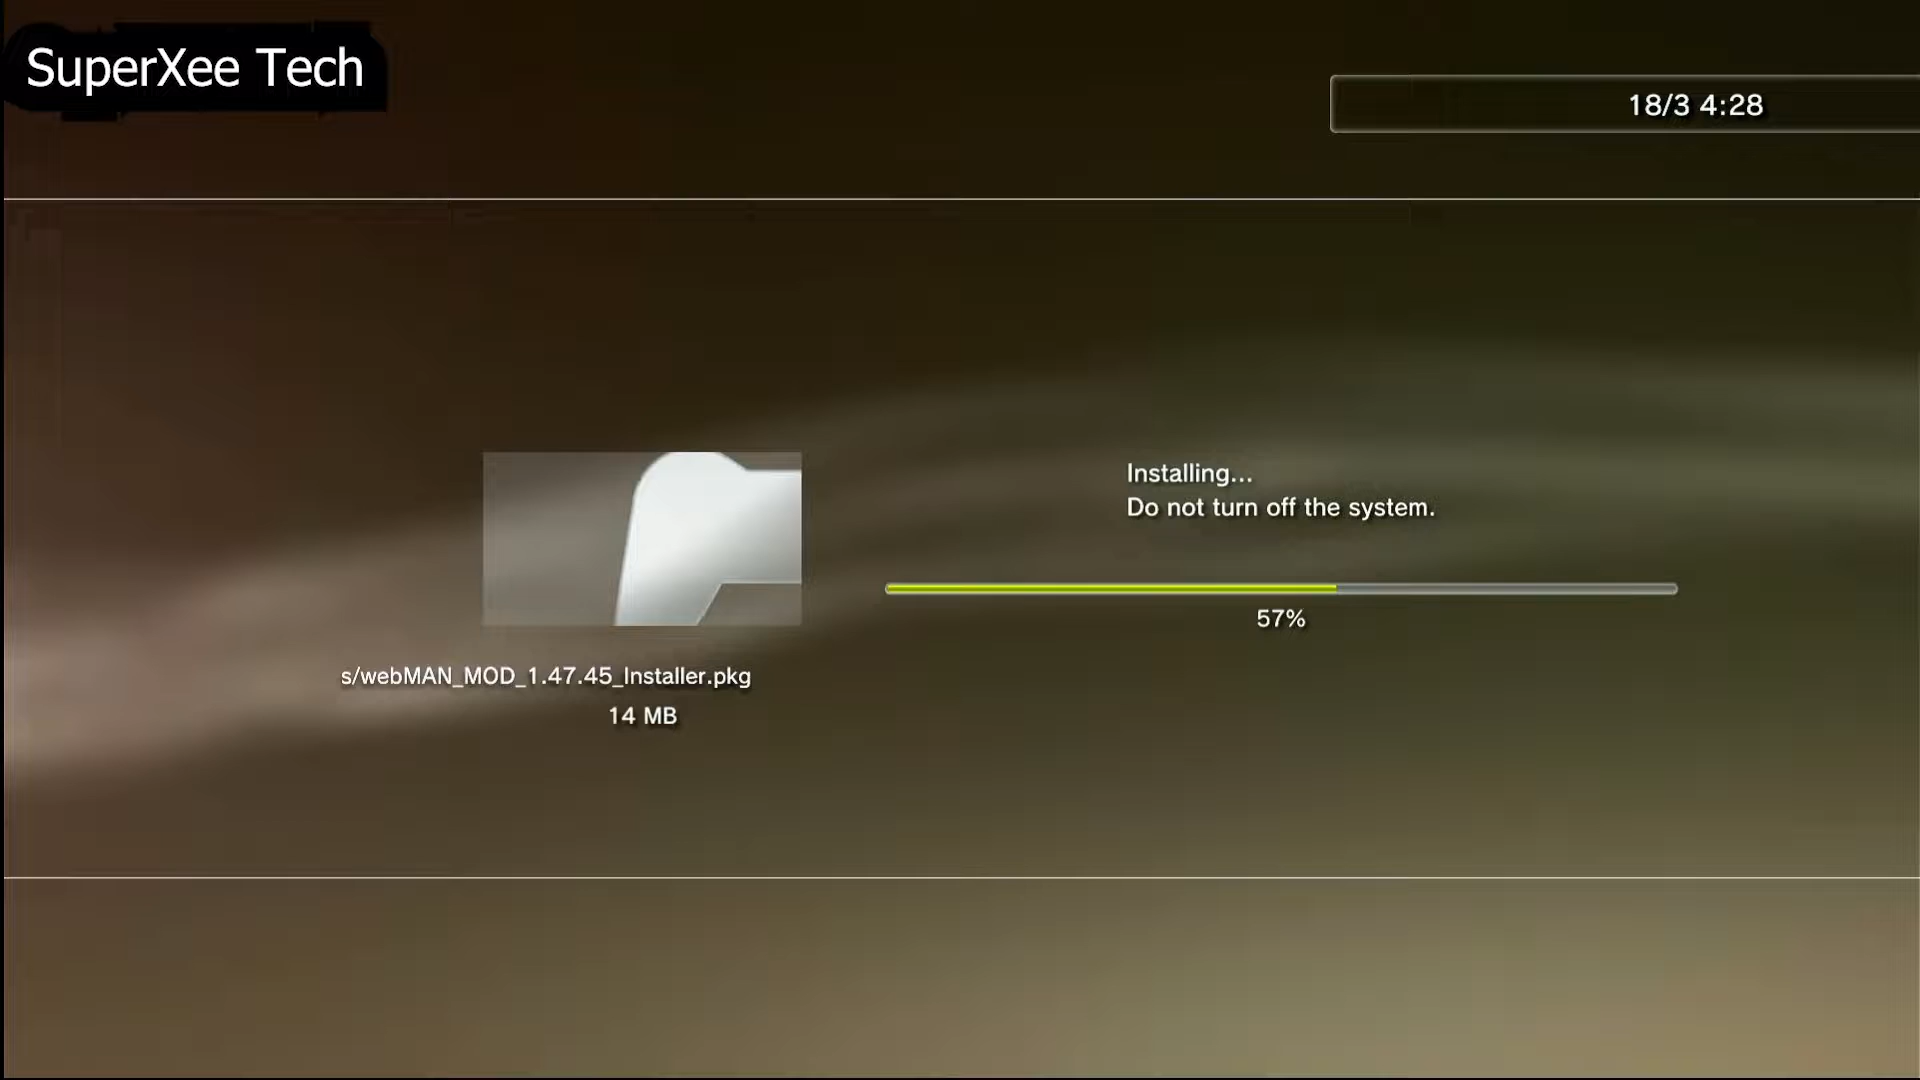 SuperXee Tech
18/3 4:28
Installing...
Do not turn off the system.
57%
s/webMAN_MOD_1.47.45_Installer.pkg
14 MB